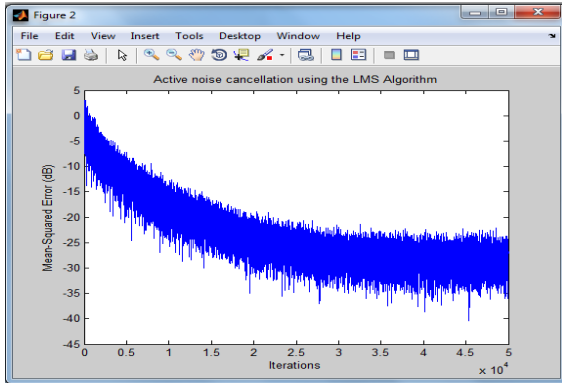 Figure 2
File Edit View Insert Tools Desktop Window Help
Active noise cancellation using the LMS Algorithm
Mean-Squared Error (dB)
5
0
-5
-10
-15
-20
-25
-30
-35
-40
-45
0 0.5 1 1.5 2 2.5 3 3.5 4 4.5 5
Iterations
x 10^4